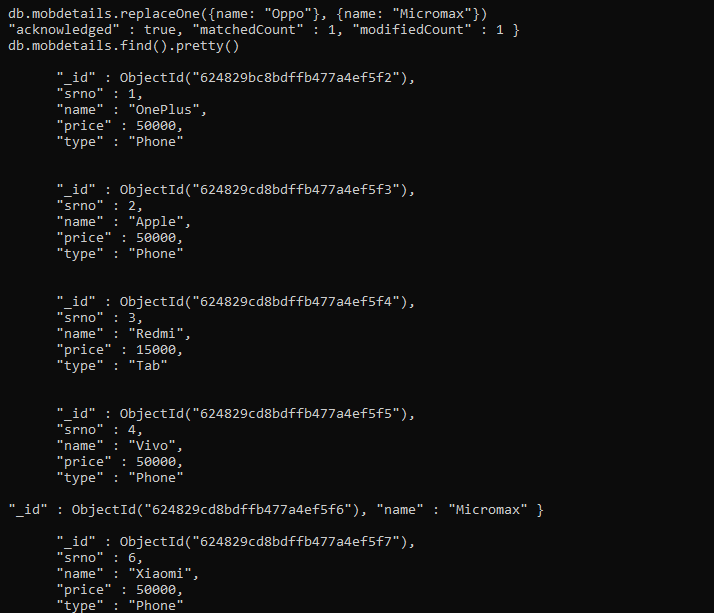 db.mobdetails.replaceOne({name: "Oppo"}, {name: "Micromax"})
"acknowledged" : true, "matchedCount" : 1, "modifiedCount" : 1 }
db.mobdetails.find().pretty()
"_id" : ObjectId("624829bc8bdffb477a4ef5f2"),
"srno" : 1,
"name" : "OnePlus",
"price" : 50000,
"type" : "Phone"
"_id" : ObjectId("624829cd8bdffb477a4ef5f3"),
"srno" : 2,
"name" : "Apple",
"price" : 50000,
"type" : "Phone"
"_id" : ObjectId("624829cd8bdffb477a4ef5f4"),
"srno" : 3,
"name" : "Redmi",
"price" : 15000,
"type" : "Tab"
"_id" : ObjectId("624829cd8bdffb477a4ef5f5"),
"srno" : 4,
"name" : "Vivo",
"price" : 50000,
"type" : "Phone"
"_id" : ObjectId("624829cd8bdffb477a4ef5f6"), "name" : "Micromax" }
"_id" : ObjectId("624829cd8bdffb477a4ef5f7"),
"srno" : 6,
"name" : "Xiaomi",
"price" : 50000,
"type" : "Phone"